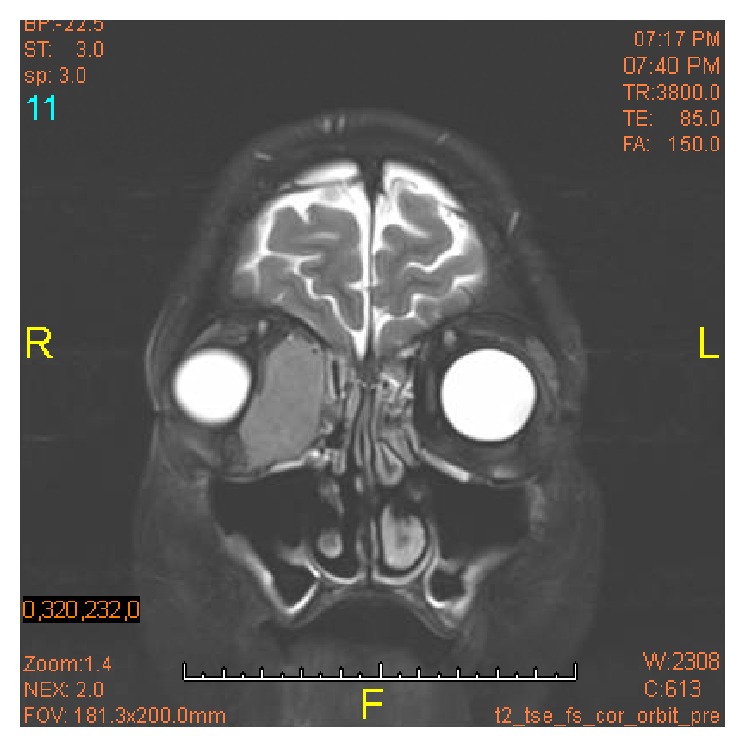 BP:-22.5
ST: 3.0
sp: 3.0
11
07:17 PM
07:40 PM
TR:3800.0
TE: 85.0
FA: 150.0
R
L
0,320,232,0
Zoom:1.4
NEX: 2.0
FOV: 181.3x200.0mm
F
W:2308
C:613
t2_tse_fs_cor_orbit_pre